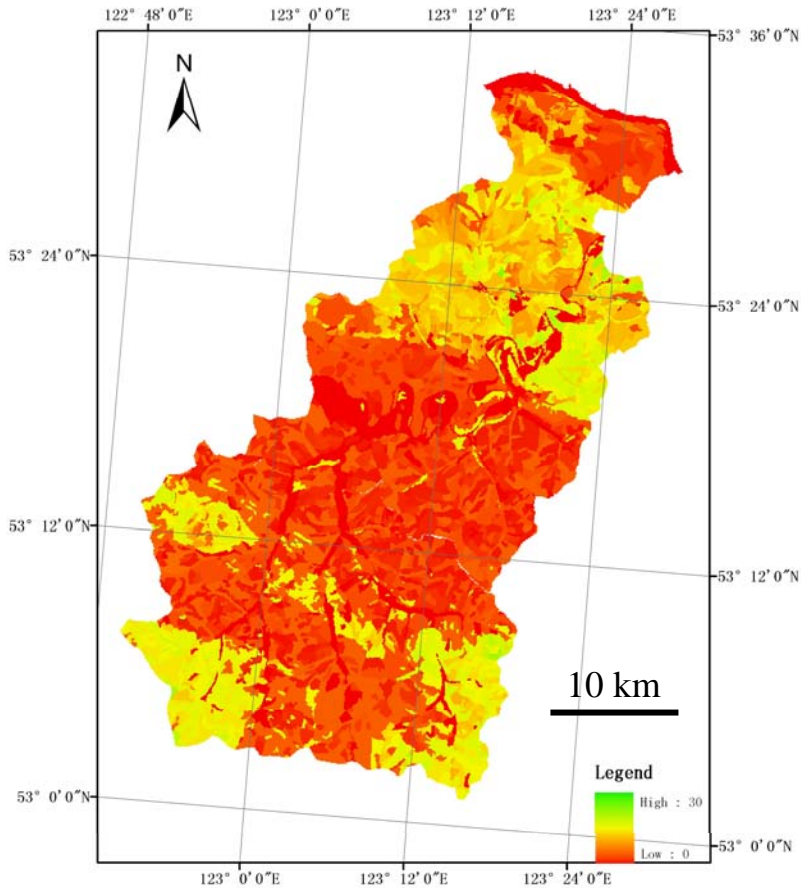 122° 48′0″E 123° 0′0″E 123° 12′0″E 123° 24′0″E
53° 36′0″N
N
53° 24′0″N
53° 24′0″N
53° 12′0″N
53° 12′0″N
10 km
Legend
53° 0′0″N
High : 30
Low : 0
53° 0′0″N
123° 0′0″E 123° 12′0″E 123° 24′0″E